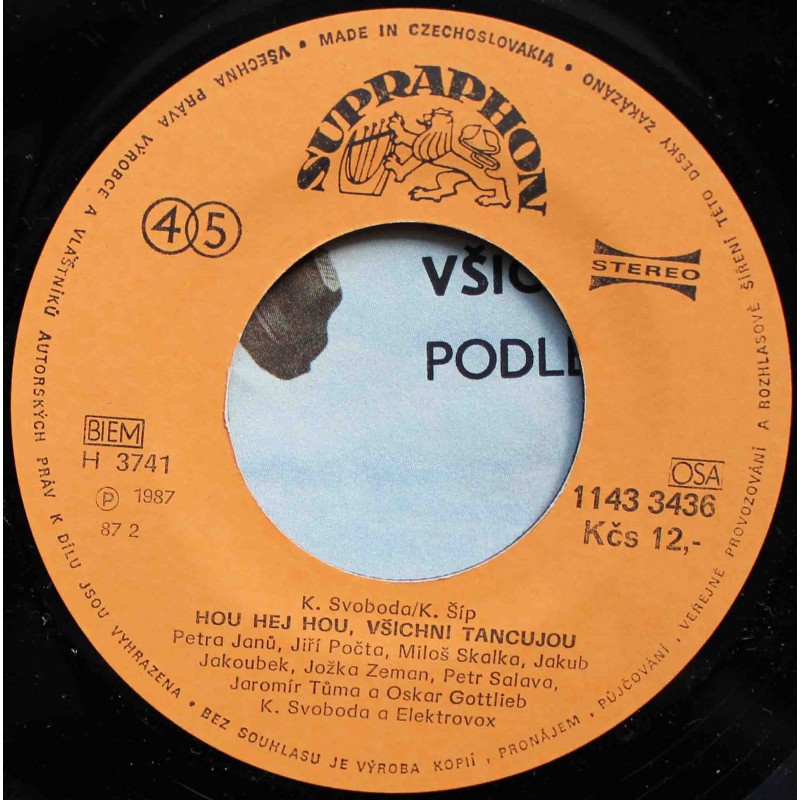 VŠECHNA PRÁVA VÝROBCE A VLASTNÍKŮ AUTORSKÝCH PRÁV K DÍLU JSOU VYHRAZENA • BEZ SOUHLASU JE VÝROBA KOPIÍ, PRONÁJEM, PŮJČOVÁNÍ, VEŘEJNÉ PROVOZOVÁNÍ A ROZHLASOVÉ ŠÍŘENÍ TÉTO DESKY ZAKÁZÁNO • MADE IN CZECHOSLOVAKIA •
SUPRAPHON
45
STEREO
VŠIC
PODLE
BIEM
H 3741
Ⓟ 1987
87 2
OSA
1143 3436
Kčs 12,-
K. Svoboda/K. Šíp
HOU HEJ HOU, VŠICHNI TANCUJOU
Petra Janů, Jiří Počta, Miloš Skalka, Jakub
Jakoubek, Jožka Zeman, Petr Salava,
Jaromír Tůma a Oskar Gottlieb
K. Svoboda a Elektrovox